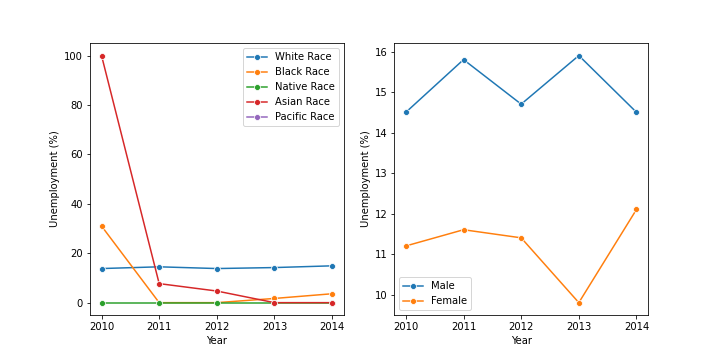 100
80
60
40
20
0
Unemployment (%)
2010 2011 2012 2013 2014
Year
White Race
Black Race
Native Race
Asian Race
Pacific Race
16
15
14
13
12
11
10
Unemployment (%)
2010 2011 2012 2013 2014
Year
Male
Female